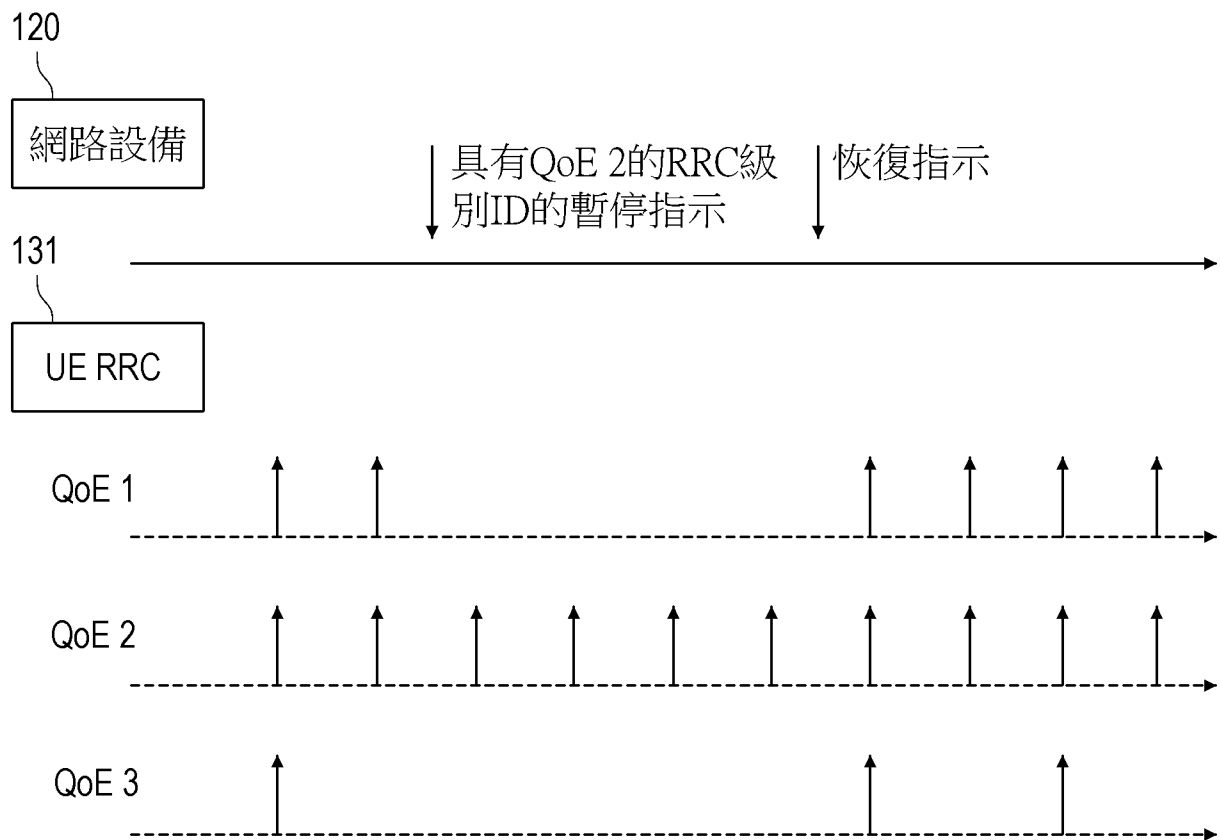 120
網路設備
具有QoE 2的RRC級
別ID的暫停指示
恢復指示
131
UE RRC
QoE 1
QoE 2
QoE 3